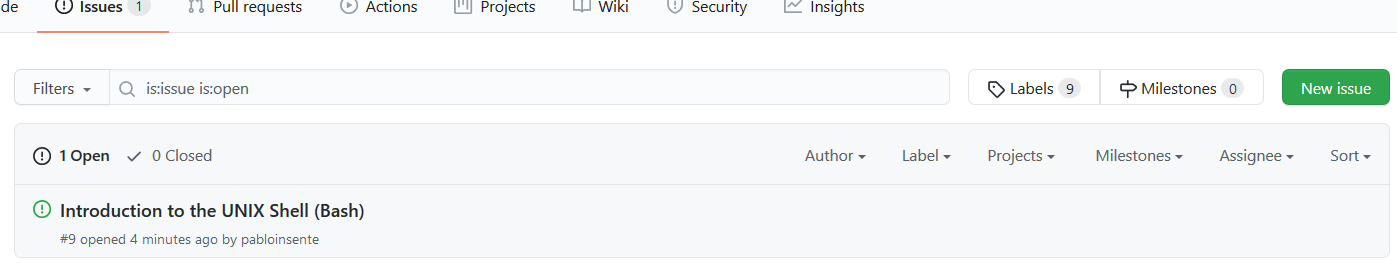 de Issues 1 Pull requests Actions Projects Wiki Security Insights
Filters is:issue is:open Labels 9 Milestones 0 New issue
1 Open 0 Closed Author Label Projects Milestones Assignee Sort
Introduction to the UNIX Shell (Bash)
#9 opened 4 minutes ago by pabloinsente